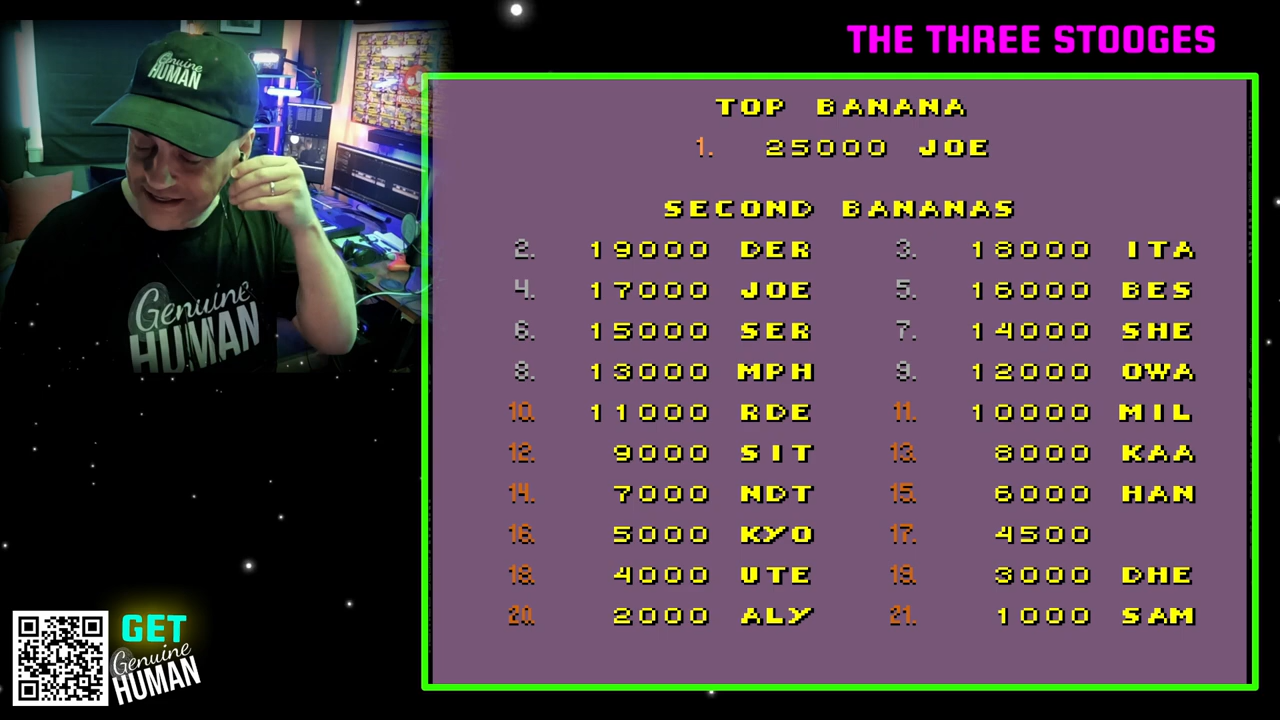 THE THREE STOOGES
Genuine
HUMAN
Genuine
HUMAN
TOP BANANA
1. 25000 JOE
SECOND BANANAS
2. 19000 DER 3. 18000 ITA
4. 17000 JOE 5. 16000 BES
6. 15000 SER 7. 14000 SHE
8. 13000 MPH 9. 12000 OWA
10. 11000 RDE 11. 10000 MIL
12. 9000 SIT 13. 8000 KAA
14. 7000 NDT 15. 6000 HAN
16. 5000 KYO 17. 4500
18. 4000 UTE 19. 3000 DHE
20. 2000 ALY 21. 1000 SAM
GET
Genuine
HUMAN